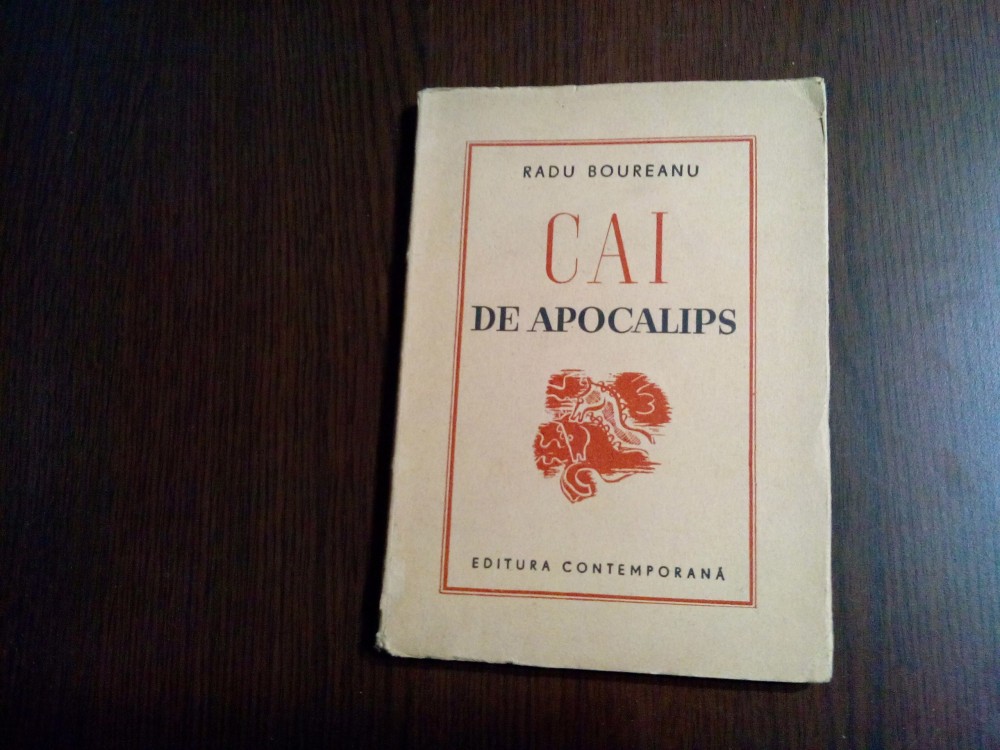 RADU BOUREANU
CAI
DE APOCALIPS
EDITURA CONTEMPORANĂ